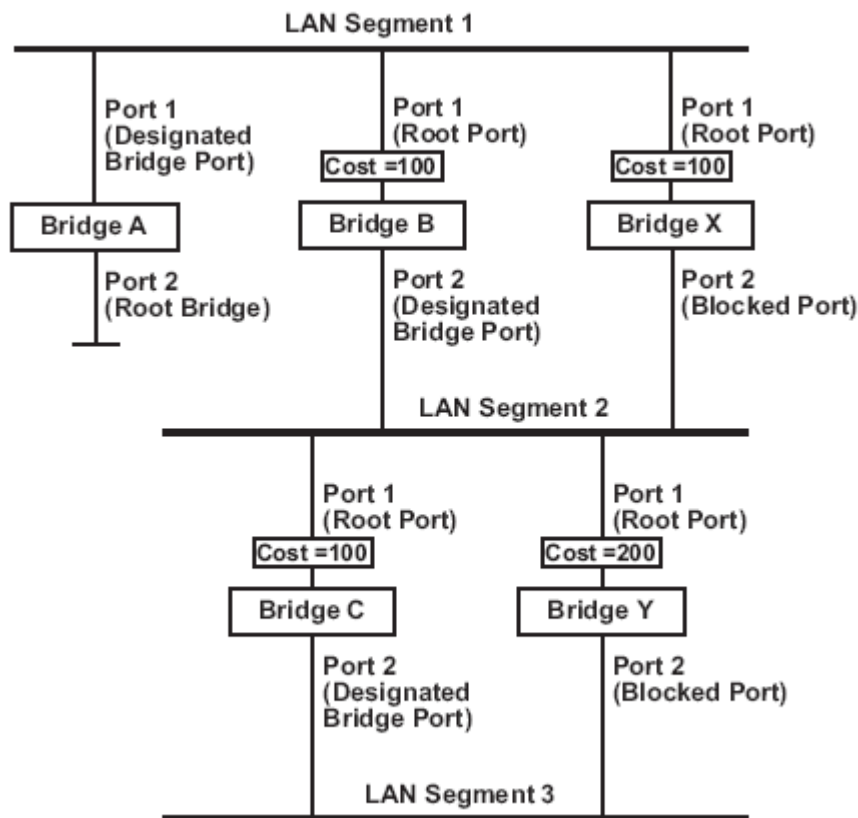 LAN Segment 1
Port 1
(Designated
Bridge Port)
Port 1
(Root Port)
Cost =100
Port 1
(Root Port)
Cost =100
Bridge A
Bridge B
Bridge X
Port 2
(Root Bridge)
Port 2
(Designated
Bridge Port)
Port 2
(Blocked Port)
LAN Segment 2
Port 1
(Root Port)
Cost =100
Port 1
(Root Port)
Cost =200
Bridge C
Bridge Y
Port 2
(Designated
Bridge Port)
Port 2
(Blocked Port)
LAN Segment 3